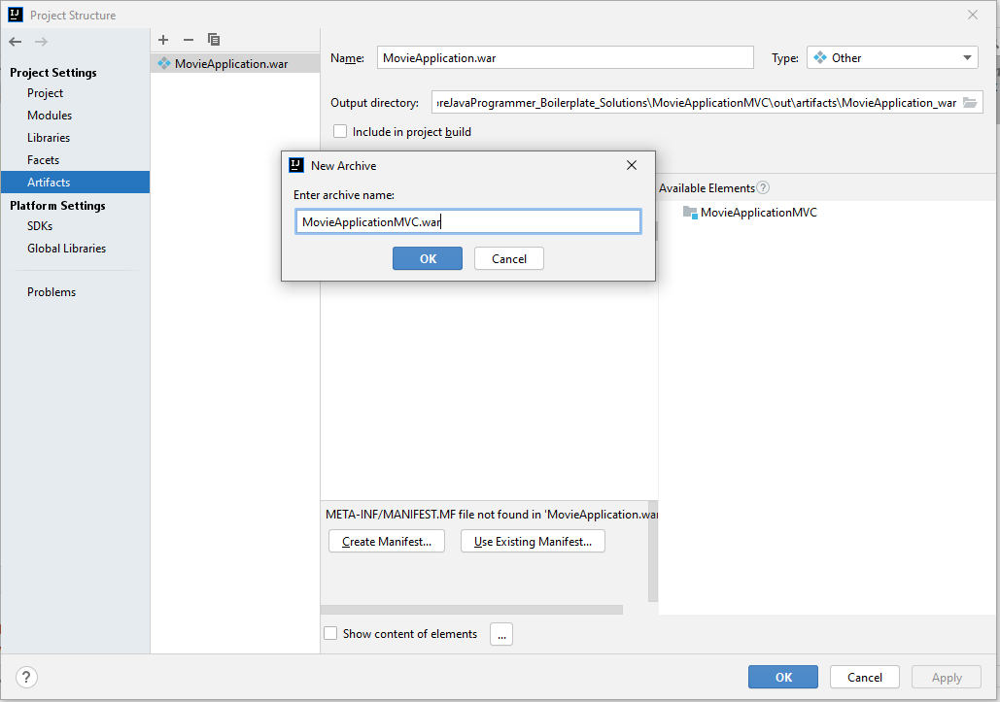 Project Structure
Project Settings
Project
Modules
Libraries
Facets
Artifacts
Platform Settings
SDKs
Global Libraries
Problems
MovieApplication.war
Name: MovieApplication.war
Type: Other
Output directory: reJavaProgrammer_Boilerplate_Solutions\MovieApplicationMVC\out\artifacts\MovieApplication_war
Include in project build
New Archive
Enter archive name:
MovieApplicationMVC.war
OK Cancel
Available Elements ?
MovieApplicationMVC
META-INF/MANIFEST.MF file not found in 'MovieApplication.war
Create Manifest... Use Existing Manifest...
Show content of elements ...
? OK Cancel Apply